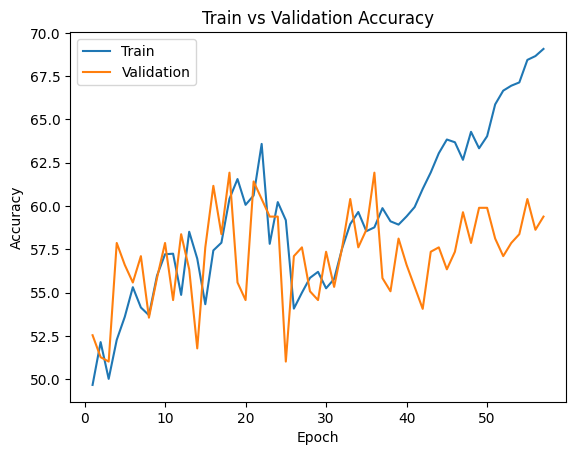 Train vs Validation Accuracy
Train
Validation
70.0
67.5
65.0
62.5
60.0
57.5
55.0
52.5
50.0
Accuracy
0 10 20 30 40 50
Epoch